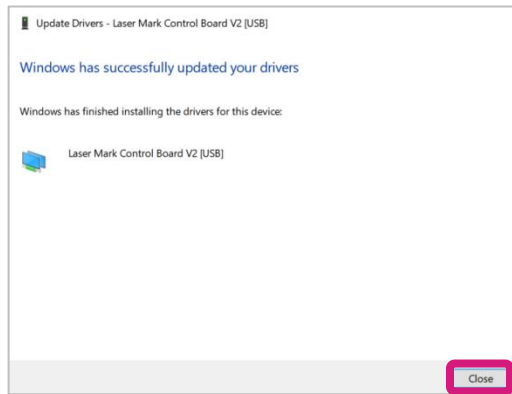 Update Drivers - Laser Mark Control Board V2 [USB]
Windows has successfully updated your drivers
Windows has finished installing the drivers for this device:
Laser Mark Control Board V2 [USB]
Close